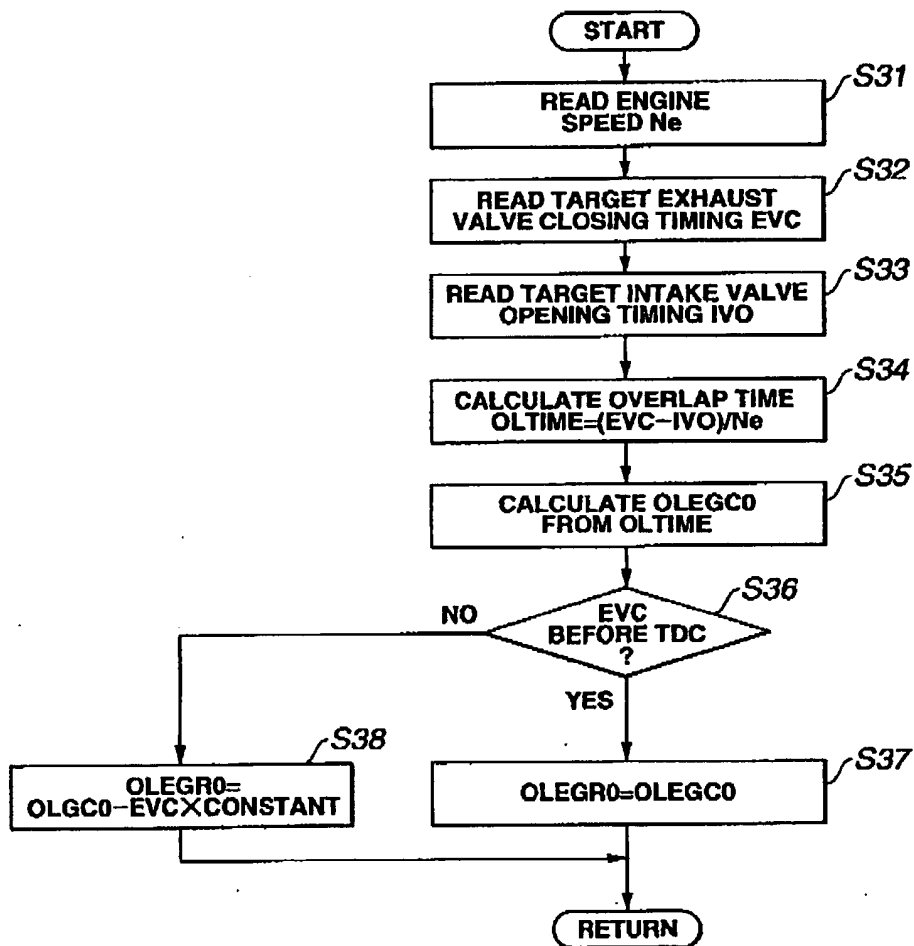 START
S31
READ ENGINE
SPEED Ne
S32
READ TARGET EXHAUST
VALVE CLOSING TIMING EVC
S33
READ TARGET INTAKE VALVE
OPENING TIMING IVO
S34
CALCULATE OVERLAP TIME
OLTIME=(EVC−IVO)/Ne
S35
CALCULATE OLEGC0
FROM OLTIME
S36
EVC
BEFORE TDC
?
NO
YES
S38
OLEGR0=
OLGC0−EVC×CONSTANT
S37
OLEGR0=OLEGC0
RETURN